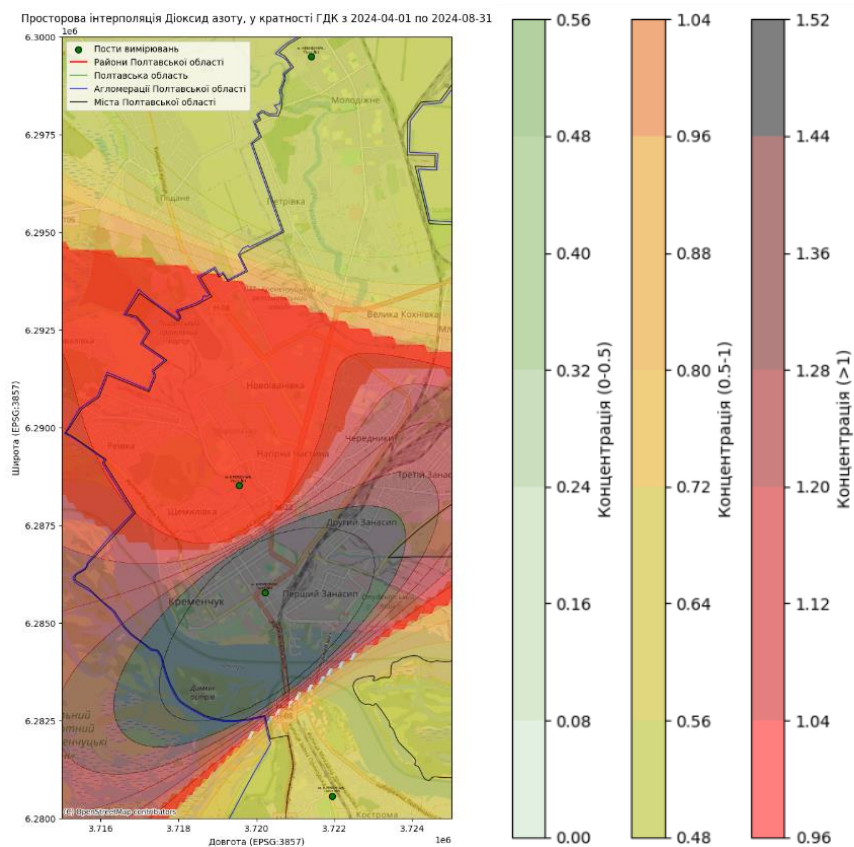 Просторова інтерполяція Діоксид азоту, у кратності ГДК з 2024-04-01 по 2024-08-31
1e6
6.3000
6.2975
6.2950
6.2925
6.2900
6.2875
6.2850
6.2825
6.2800
Широта (EPSG:3857)
Пости вимірювань
Райони Полтавської області
Полтавська область
Агломерації Полтавської області
Міста Полтавської області
Молодіжне
Піщане
Петрівка
Велика Кохнівка
Новоіванівка
Чередники
Нагірна частина
Третій Занас
Щемилівка
Другий Занасип
Кременчук
Перший Занасип
острів
Кострома
(C) OpenStreetMap contributors
3.716
3.718
3.720
3.722
3.724
1e6
Довгота (EPSG:3857)
0.56
0.48
0.40
0.32
0.24
0.16
0.08
0.00
Концентрація (0-0.5)
1.04
0.96
0.88
0.80
0.72
0.64
0.56
0.48
Концентрація (0.5-1)
1.52
1.44
1.36
1.28
1.20
1.12
1.04
0.96
Концентрація (>1)